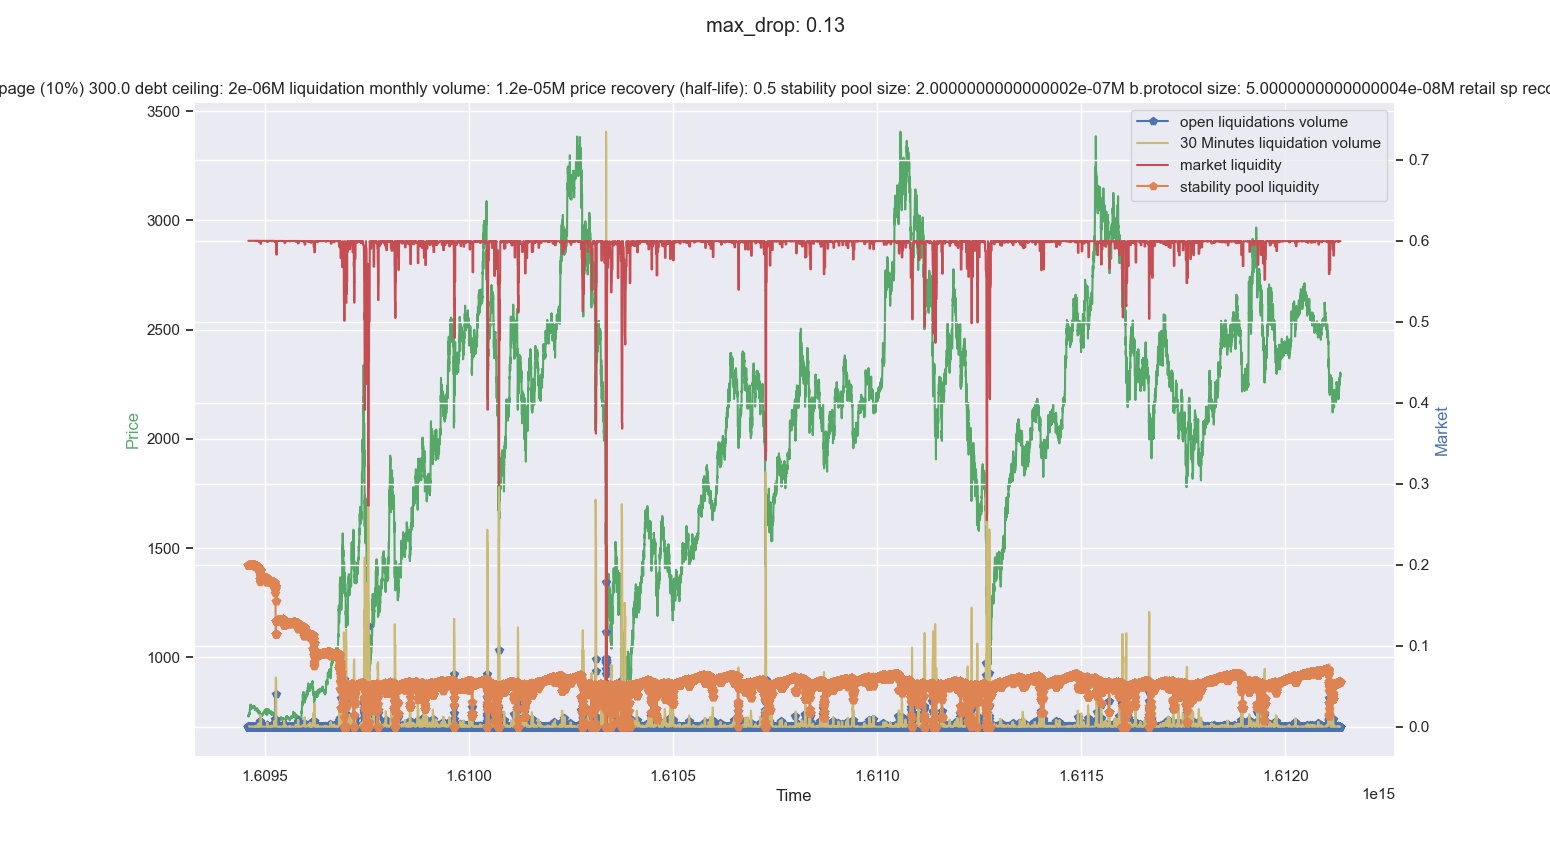 max_drop: 0.13
page (10%) 300.0 debt ceiling: 2e-06M liquidation monthly volume: 1.2e-05M price recovery (half-life): 0.5 stability pool size: 2.0000000000000002e-07M b.protocol size: 5.0000000000000004e-08M retail sp reco
3500
3000
2500
2000
1500
1000
Price
open liquidations volume
30 Minutes liquidation volume
market liquidity
stability pool liquidity
0.7
0.6
0.5
0.4
0.3
0.2
0.1
0.0
Market
1.6095
1.6100
1.6105
1.6110
1.6115
1.6120
1e15
Time